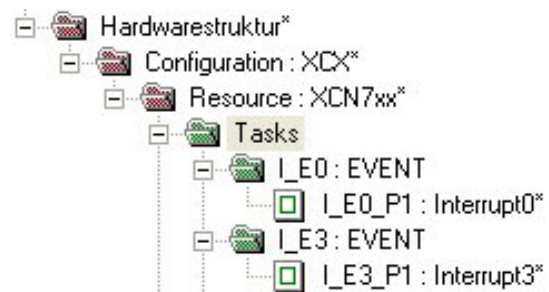 Hardwarestruktur*
Configuration : XCX*
Resource : XCN7xx*
Tasks
I_E0 : EVENT
I_E0_P1 : Interrupt0*
I_E3 : EVENT
I_E3_P1 : Interrupt3*